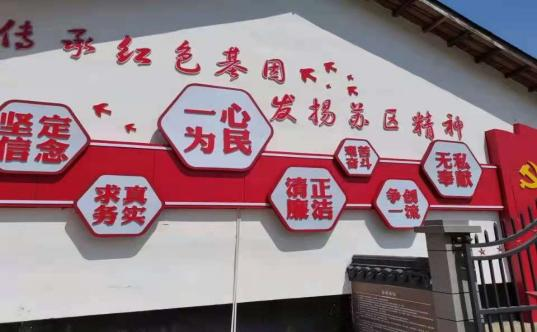 传承红色基因
发扬苏区精神
坚定
信念
求真
务实
一心
为民
清正
廉洁
艰苦
奋斗
争创
一流
无私
奉献